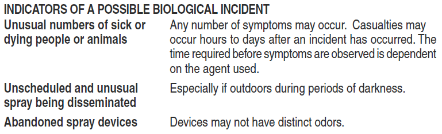 INDICATORS OF A POSSIBLE BIOLOGICAL INCIDENT
Unusual numbers of sick or dying people or animals
Any number of symptoms may occur. Casualties may
occur hours to days after an incident has occurred. The
time required before symptoms are observed is dependent
on the agent used.
Unscheduled and unusual spray being disseminated
Especially if outdoors during periods of darkness.
Abandoned spray devices
Devices may not have distinct odors.